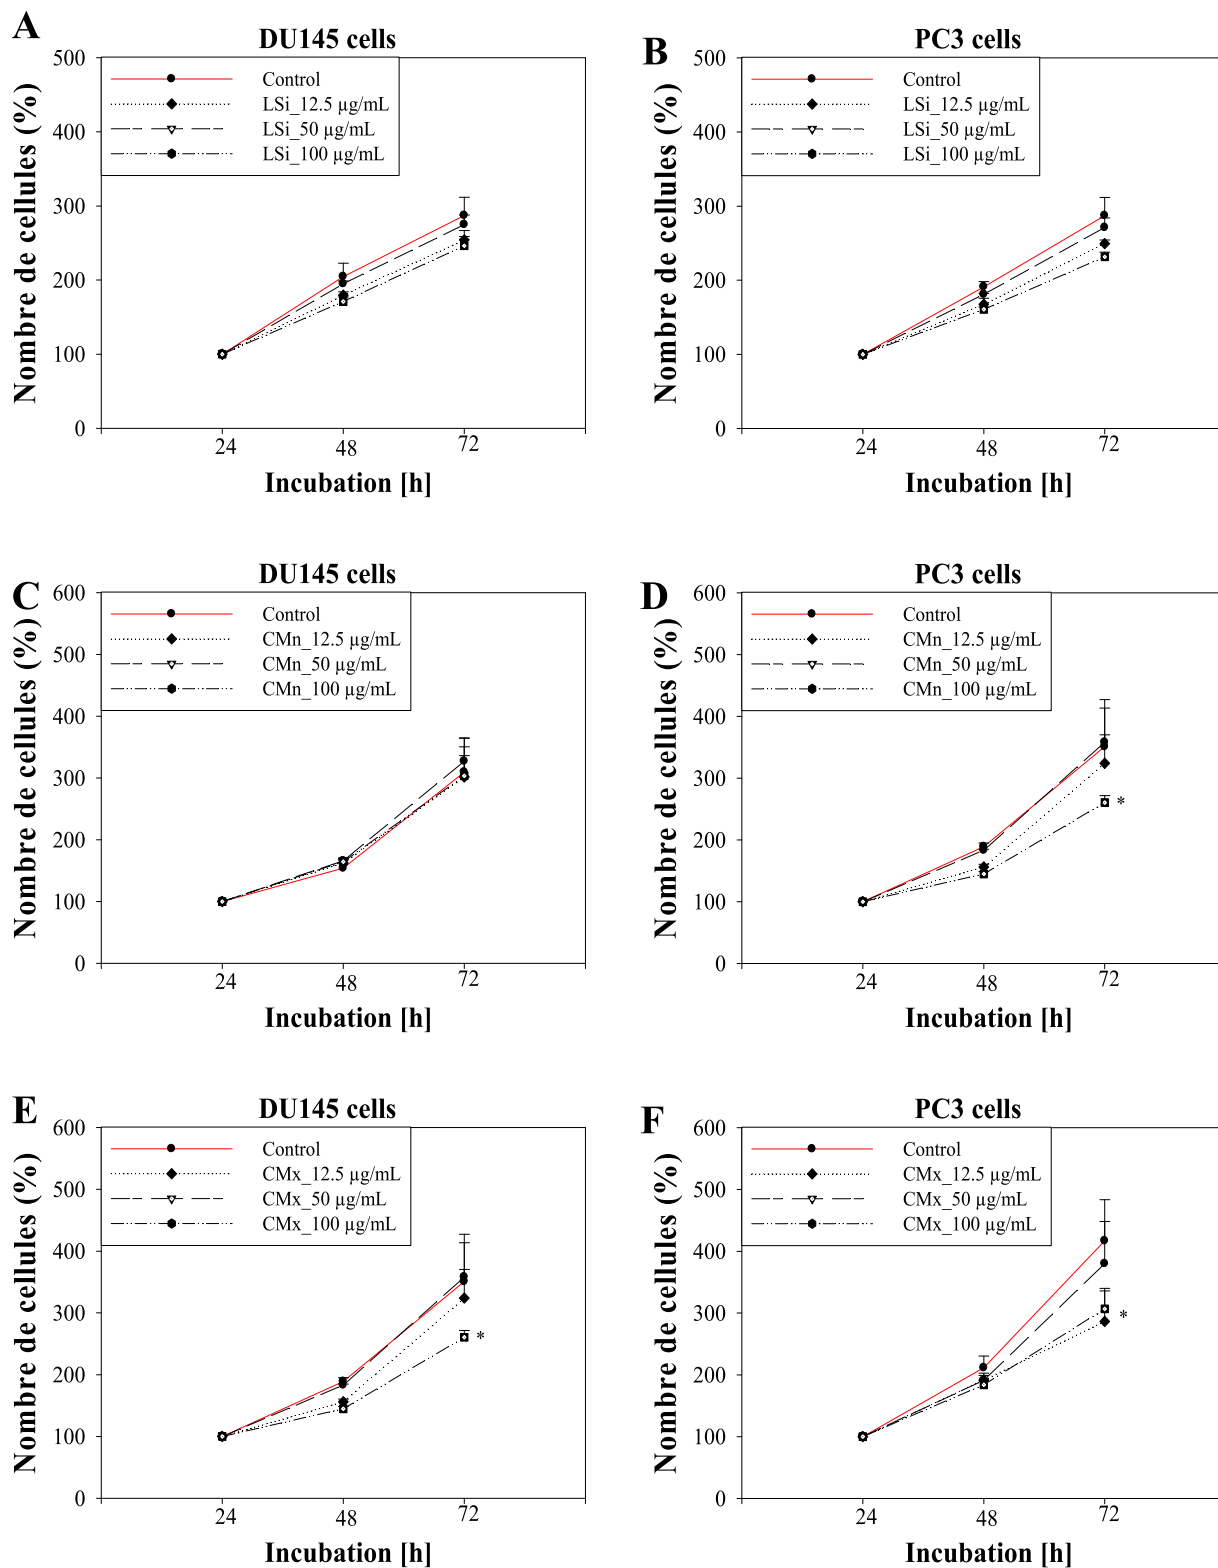 A
DU145 cells
Nombre de cellules (%)
500
400
300
200
100
0
Control
LSi_12.5 µg/mL
LSi_50 µg/mL
LSi_100 µg/mL
24
48
72
Incubation [h]
B
PC3 cells
Nombre de cellules (%)
500
400
300
200
100
0
Control
LSi_12.5 µg/mL
LSi_50 µg/mL
LSi_100 µg/mL
24
48
72
Incubation [h]
C
DU145 cells
Nombre de cellules (%)
600
500
400
300
200
100
0
Control
CMn_12.5 µg/mL
CMn_50 µg/mL
CMn_100 µg/mL
24
48
72
Incubation [h]
D
PC3 cells
Nombre de cellules (%)
600
500
400
300
200
100
0
Control
CMn_12.5 µg/mL
CMn_50 µg/mL
CMn_100 µg/mL
*
24
48
72
Incubation [h]
E
DU145 cells
Nombre de cellules (%)
600
500
400
300
200
100
0
Control
CMx_12.5 µg/mL
CMx_50 µg/mL
CMx_100 µg/mL
*
24
48
72
Incubation [h]
F
PC3 cells
Nombre de cellules (%)
600
500
400
300
200
100
0
Control
CMx_12.5 µg/mL
CMx_50 µg/mL
CMx_100 µg/mL
*
24
48
72
Incubation [h]